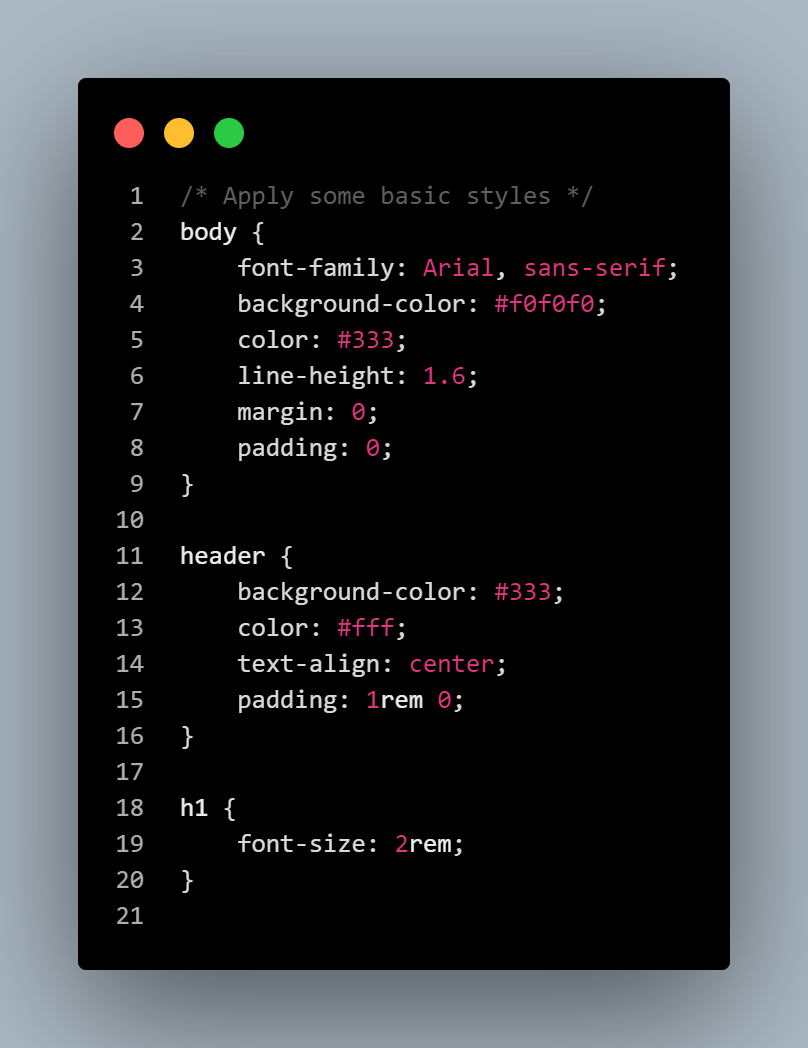 1 /* Apply some basic styles */
2 body {
3     font-family: Arial, sans-serif;
4     background-color: #f0f0f0;
5     color: #333;
6     line-height: 1.6;
7     margin: 0;
8     padding: 0;
9 }
10
11 header {
12     background-color: #333;
13     color: #fff;
14     text-align: center;
15     padding: 1rem 0;
16 }
17
18 h1 {
19     font-size: 2rem;
20 }
21